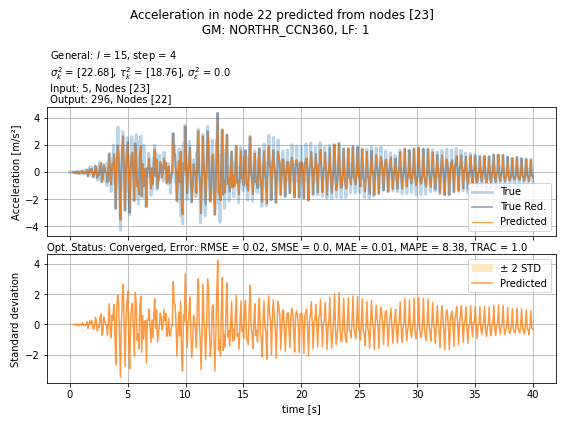 Acceleration in node 22 predicted from nodes [23]
GM: NORTHR_CCN360, LF: 1
General: l = 15, step = 4
σ²ₖ = [22.68], τ²ₖ = [18.76], σ²ₑ = 0.0
Input: 5, Nodes [23]
Output: 296, Nodes [22]
Acceleration [m/s²]
4
2
0
−2
−4
True
True Red.
Predicted
Opt. Status: Converged, Error: RMSE = 0.02, SMSE = 0.0, MAE = 0.01, MAPE = 8.38, TRAC = 1.0
Standard deviation
4
2
0
−2
± 2 STD
Predicted
0 5 10 15 20 25 30 35 40
time [s]